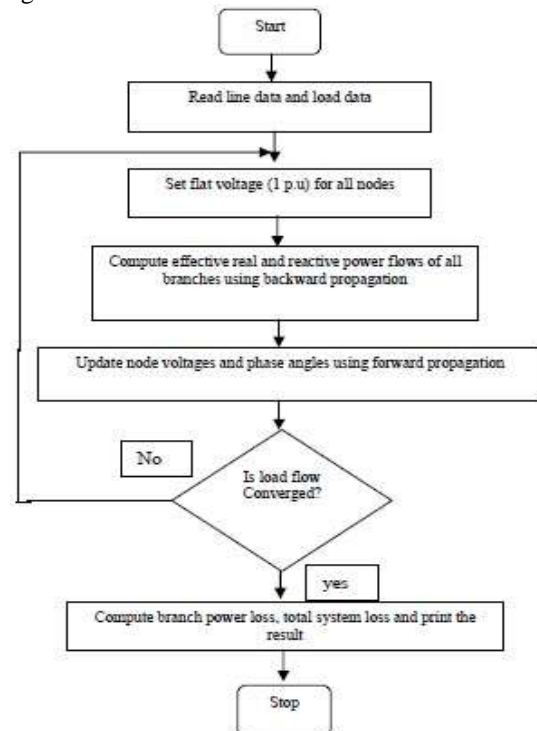 Start
Read line data and load data
Set flat voltage (1 p.u) for all nodes
Compute effective real and reactive power flows of all
branches using backward propagation
Update node voltages and phase angles using forward propagation
No
Is load flow
Converged?
yes
Compute branch power loss, total system loss and print the
result
Stop